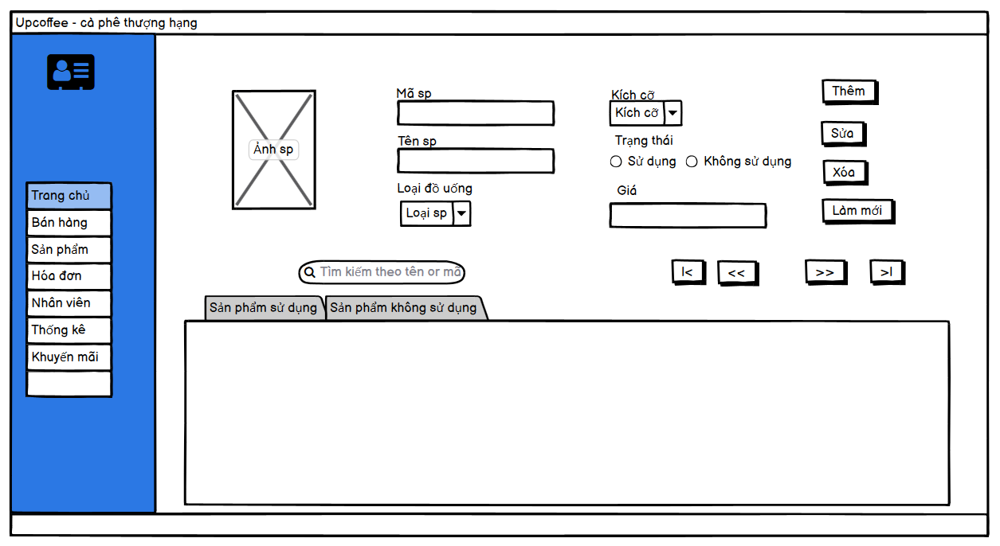 Upcoffee - cà phê thượng hạng
Trang chủ
Bán hàng
Sản phẩm
Hóa đơn
Nhân viên
Thống kê
Khuyến mãi
Ảnh sp
Mã sp
Tên sp
Loại đồ uống
Loại sp
Kích cỡ
Kích cỡ
Trạng thái
Sử dụng
Không sử dụng
Giá
Thêm
Sửa
Xóa
Làm mới
Tìm kiếm theo tên or mã
|<
<<
>>
>|
Sản phẩm sử dụng
Sản phẩm không sử dụng